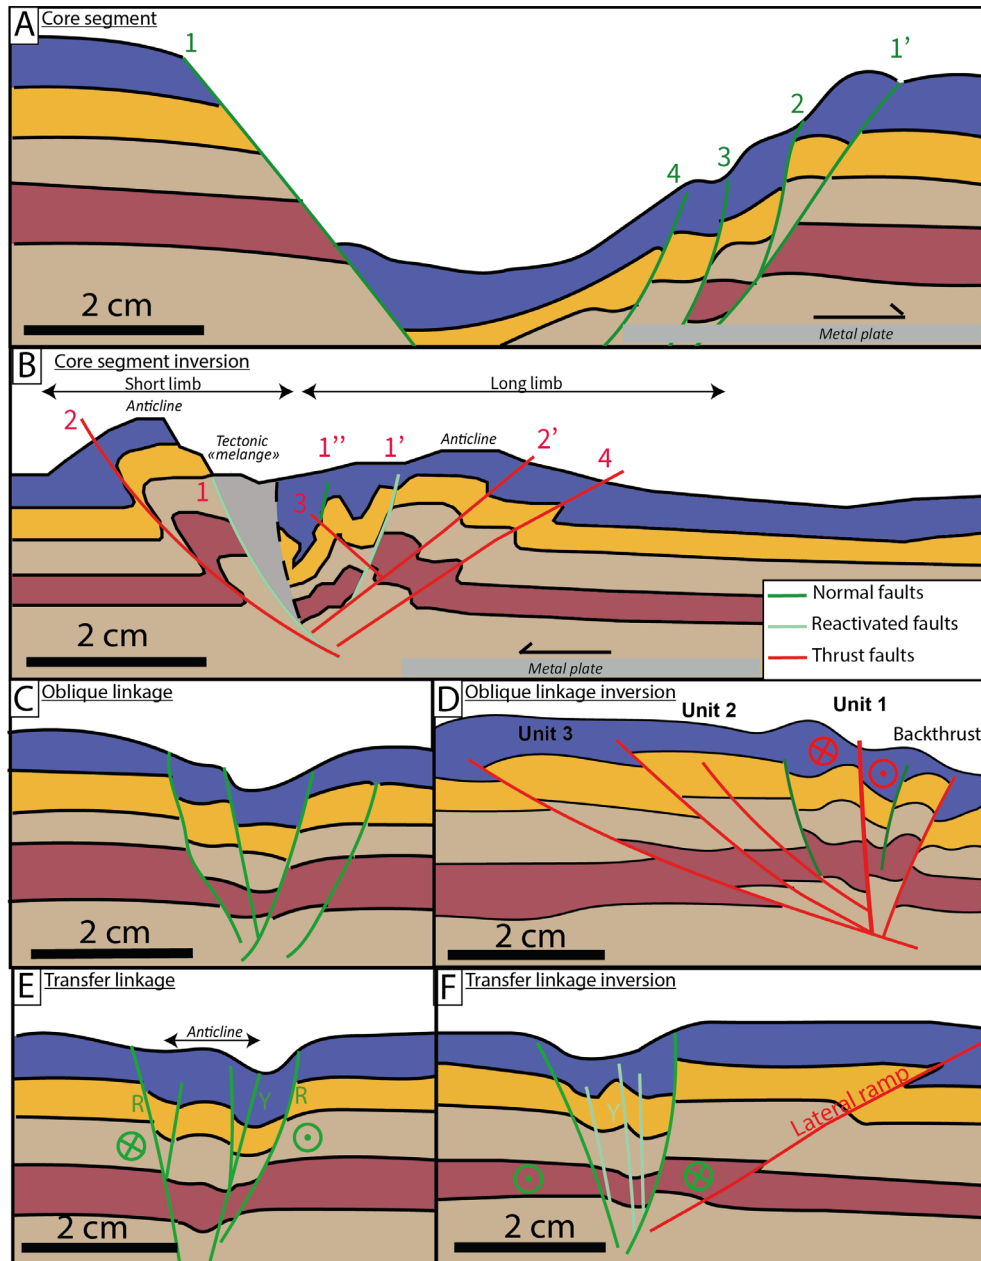 A Core segment
1
1’
2
3
4
2 cm
Metal plate
B Core segment inversion
Short limb
Long limb
Anticline
2
Tectonic
«melange»
1’’
1’
Anticline
2’
4
1
3
Normal faults
Reactivated faults
Thrust faults
2 cm
Metal plate
C Oblique linkage
2 cm
D Oblique linkage inversion
Unit 3
Unit 2
Unit 1
Backthrust
2 cm
E Transfer linkage
Anticline
R
Y
R
2 cm
F Transfer linkage inversion
Y
Lateral ramp
2 cm